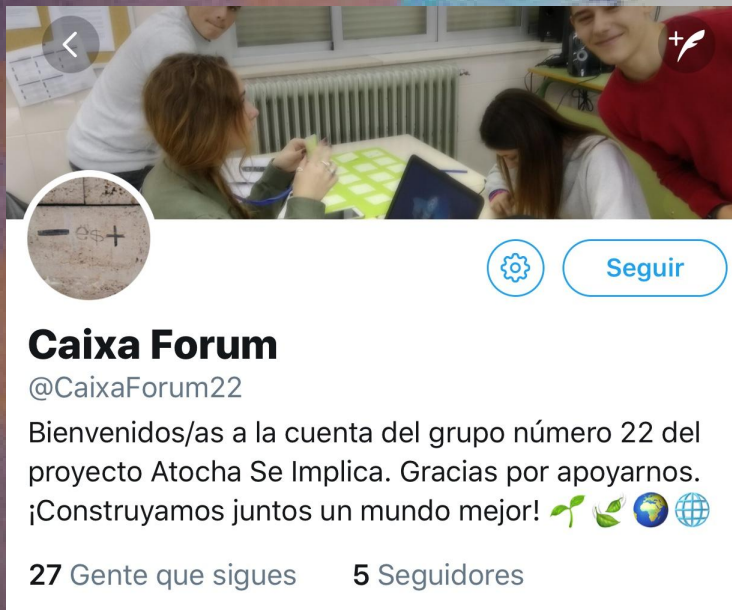 − es +
Seguir
Caixa Forum
@CaixaForum22
Bienvenidos/as a la cuenta del grupo número 22 del
proyecto Atocha Se Implica. Gracias por apoyarnos.
¡Construyamos juntos un mundo mejor! 🌱 🍃 🌍 🌐
27 Gente que sigues 5 Seguidores